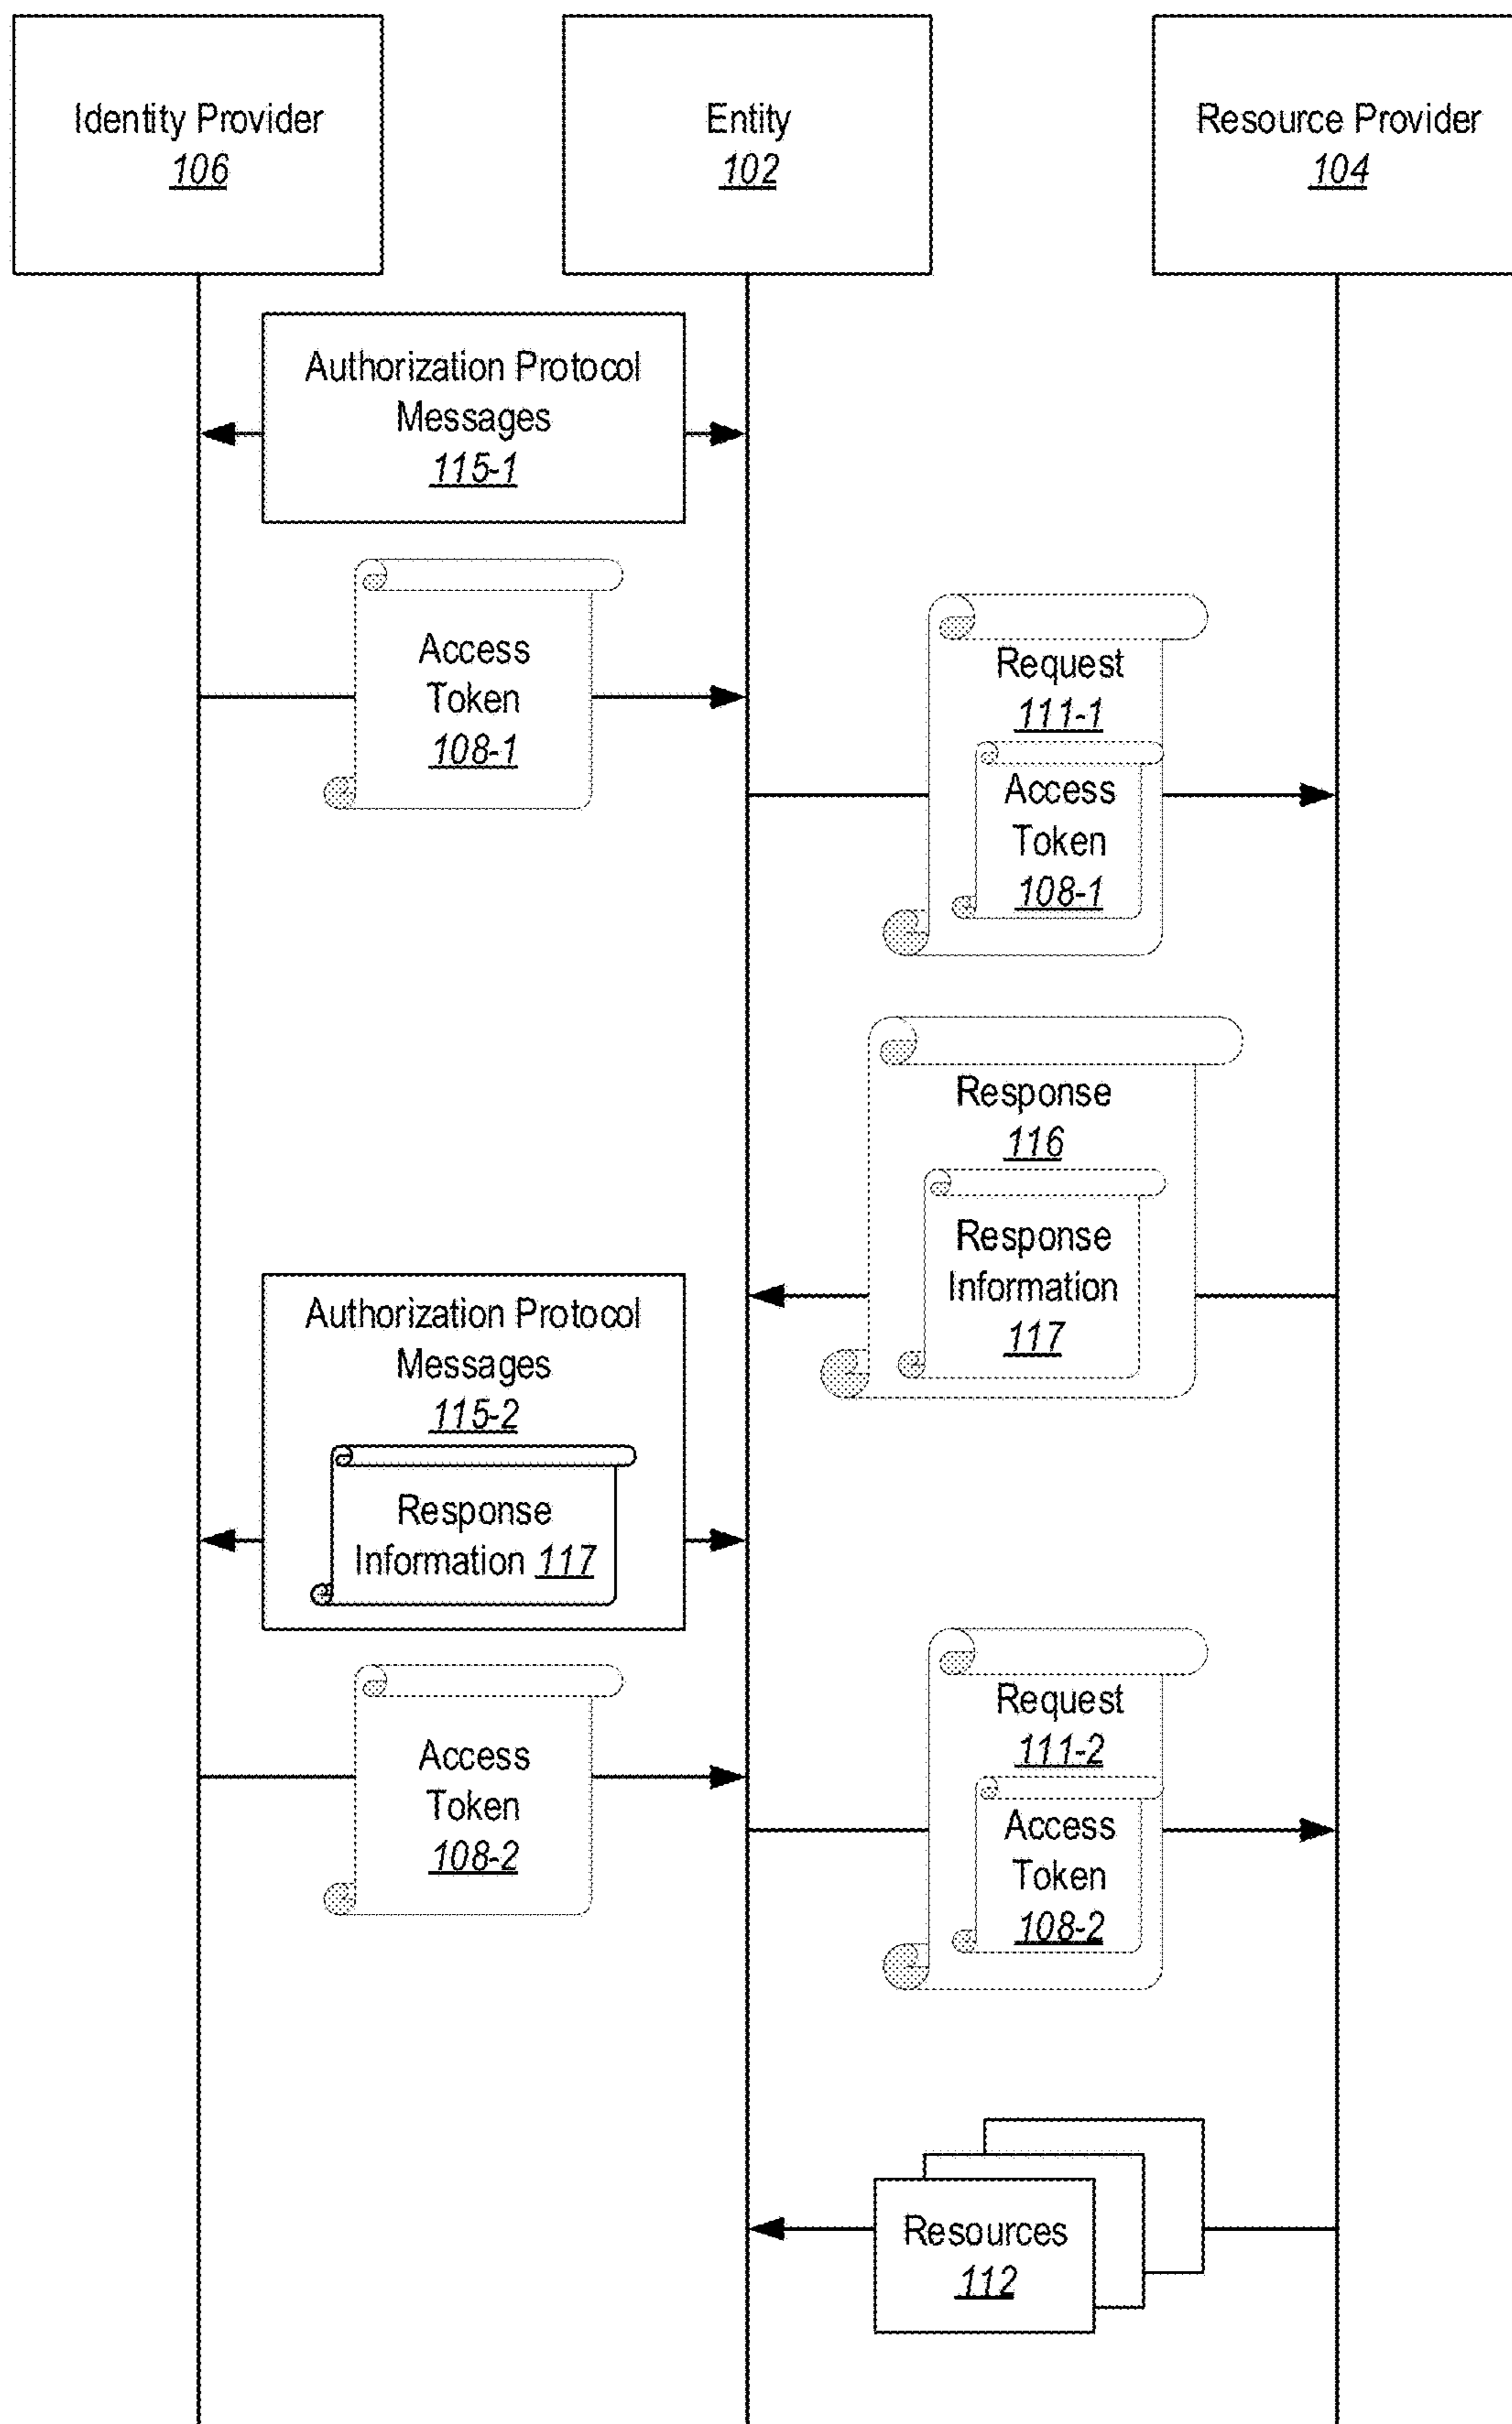 Identity Provider
106
Entity
102
Resource Provider
104
Authorization Protocol
Messages
115-1
Access
Token
108-1
Request
111-1
Access
Token
108-1
Response
116
Response
Information
117
Authorization Protocol
Messages
115-2
Response
Information 117
Access
Token
108-2
Request
111-2
Access
Token
108-2
Resources
112